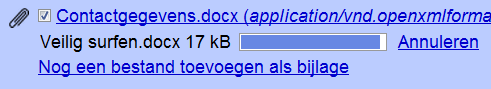 Contactgegevens.docx (application/vnd.openxmlforma
Veilig surfen.docx 17 kB Annuleren
Nog een bestand toevoegen als bijlage